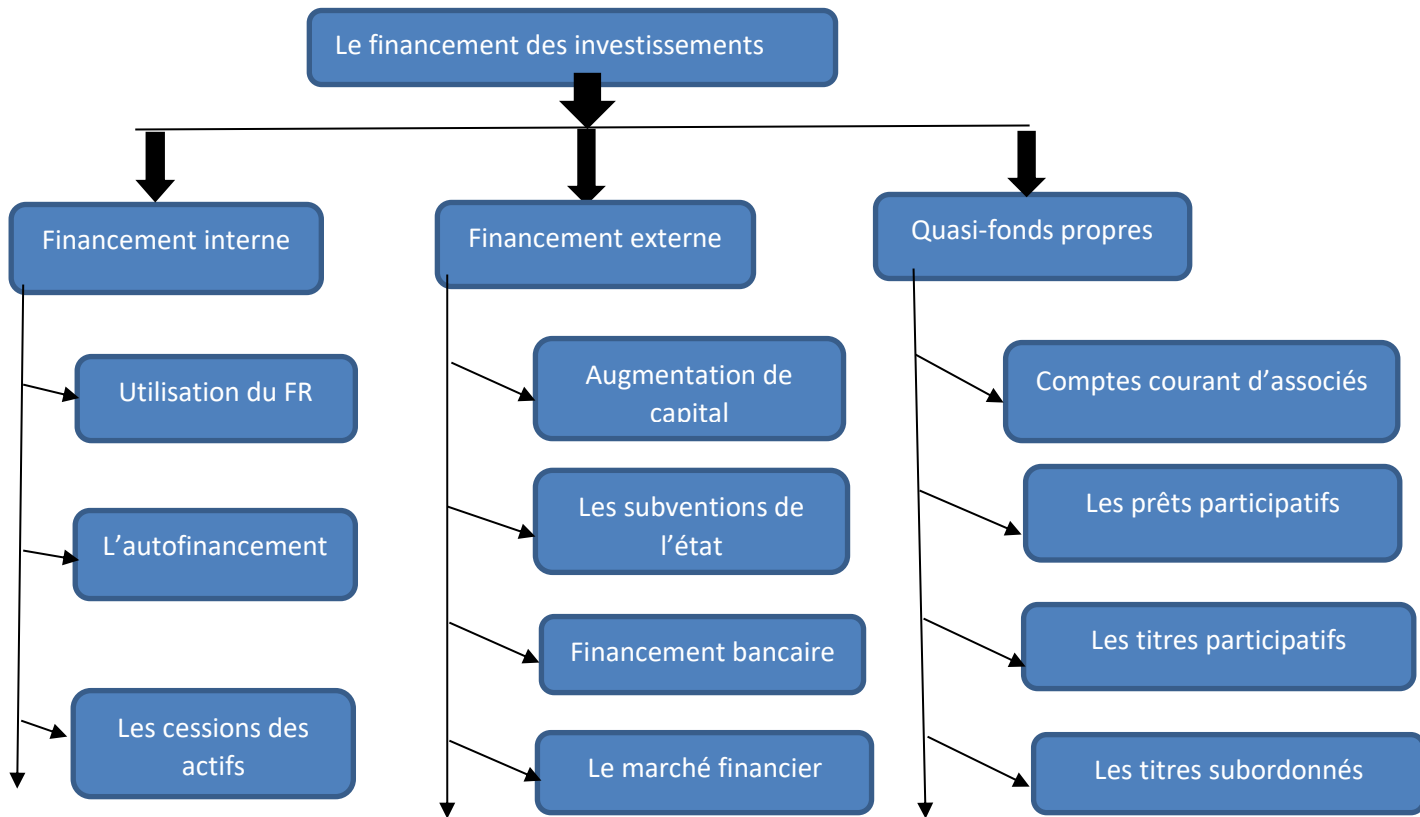 Le financement des investissements
Financement interne
Financement externe
Quasi-fonds propres
Utilisation du FR
L’autofinancement
Les cessions des
actifs
Augmentation de
capital
Les subventions de
l’état
Financement bancaire
Le marché financier
Comptes courant d’associés
Les prêts participatifs
Les titres participatifs
Les titres subordonnés